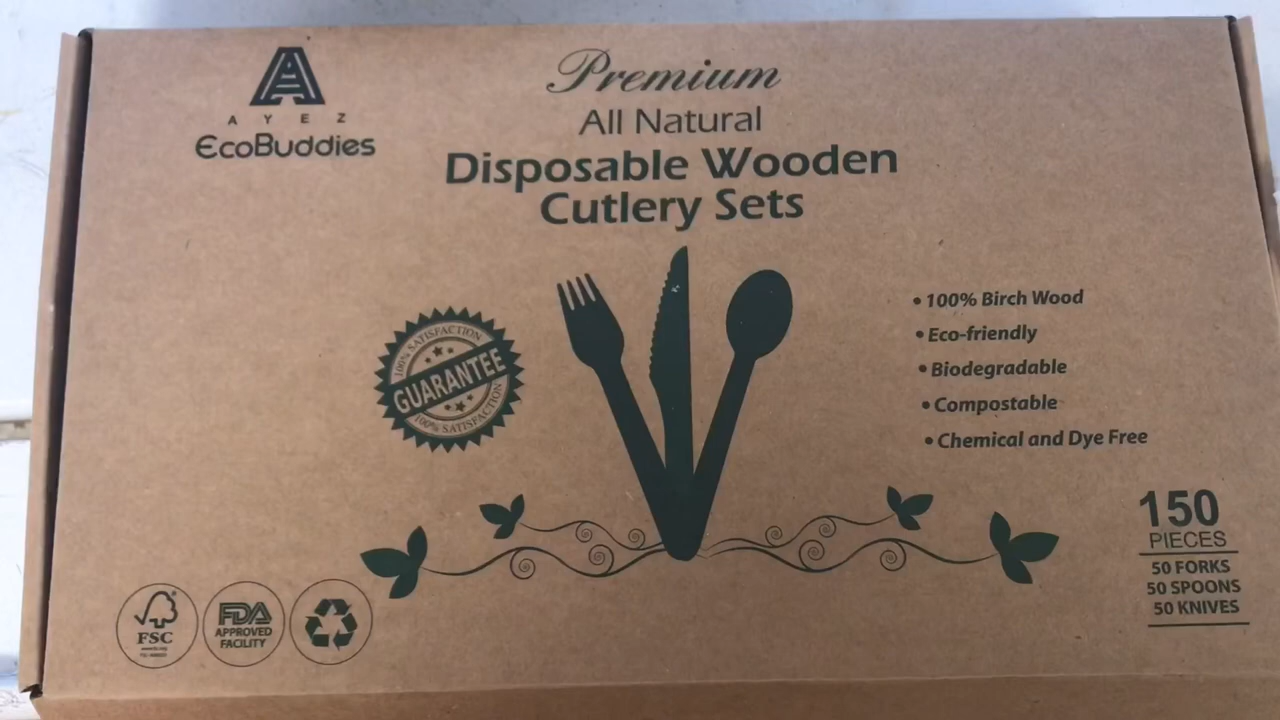 AYEZ
EcoBuddies
Premium
All Natural
Disposable Wooden
Cutlery Sets
100% SATISFACTION
GUARANTEE
100% SATISFACTION
• 100% Birch Wood
• Eco-friendly
• Biodegradable
• Compostable
• Chemical and Dye Free
150
PIECES
50 FORKS
50 SPOONS
50 KNIVES
FSC
FDA
APPROVED
FACILITY